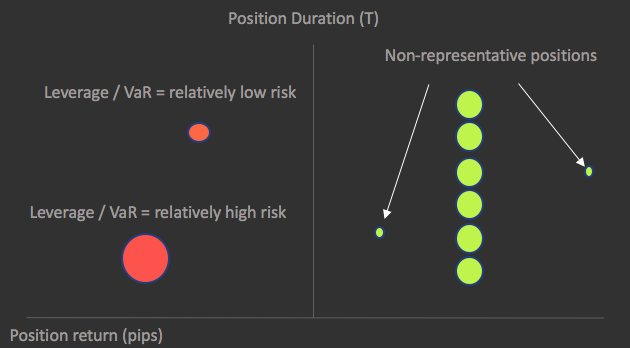 Position Duration (T)
Non-representative positions
Leverage / VaR = relatively low risk
Leverage / VaR = relatively high risk
Position return (pips)